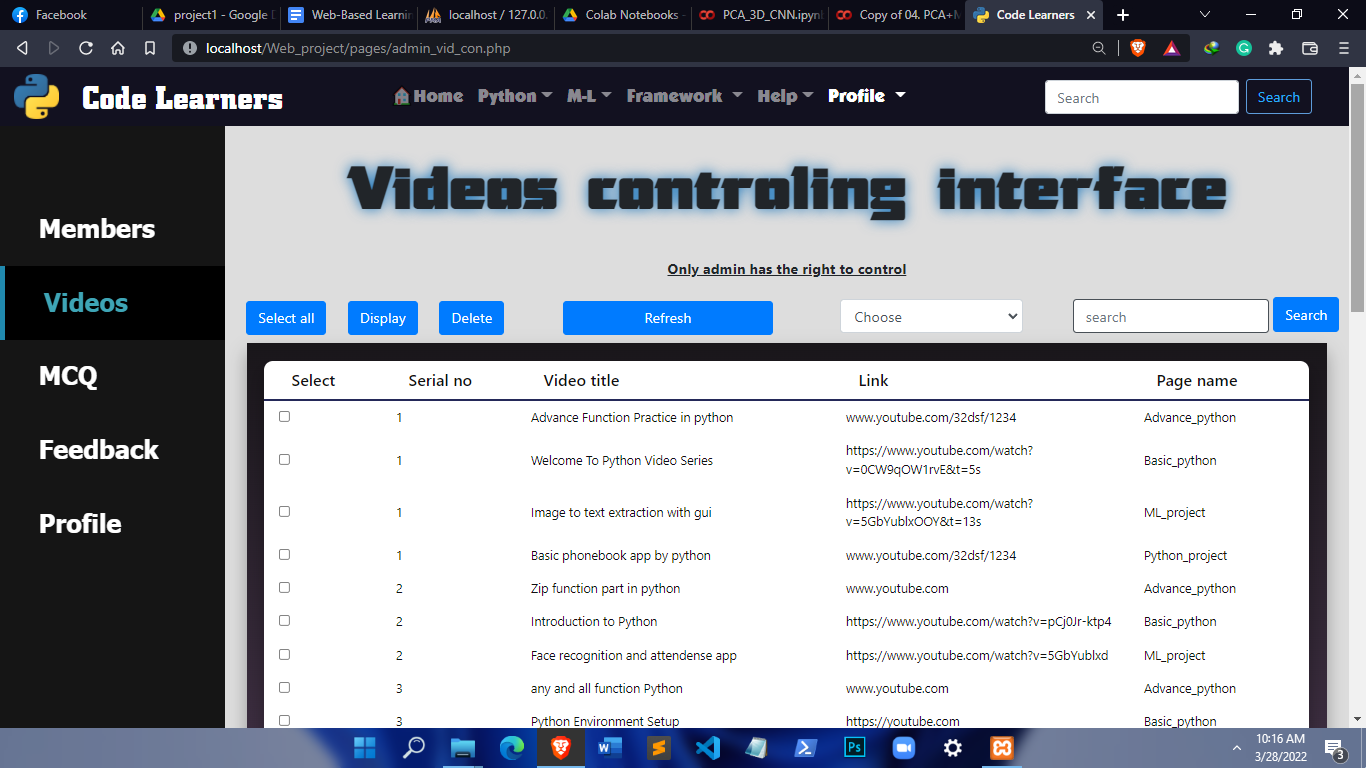 Facebook
project1 - Google D
Web-Based Learnin
localhost / 127.0.0.
Colab Notebooks -
PCA_3D_CNN.ipynb
Copy of 04. PCA+M
Code Learners
localhost/Web_project/pages/admin_vid_con.php
Code Learners
Home Python M-L Framework Help Profile
Search
Search
Members
Videos
MCQ
Feedback
Profile
Videos controling interface
Only admin has the right to control
Select all Display Delete Refresh Choose search Search
Select Serial no Video title Link Page name
1 Advance Function Practice in python www.youtube.com/32dsf/1234 Advance_python
1 Welcome To Python Video Series https://www.youtube.com/watch?
v=0CW9qOW1rvE&t=5s Basic_python
1 Image to text extraction with gui https://www.youtube.com/watch?
v=5GbYublxOOY&t=13s ML_project
1 Basic phonebook app by python www.youtube.com/32dsf/1234 Python_project
2 Zip function part in python www.youtube.com Advance_python
2 Introduction to Python https://www.youtube.com/watch?v=pCj0Jr-ktp4 Basic_python
2 Face recognition and attendense app https://www.youtube.com/watch?v=5GbYublxd ML_project
3 any and all function Python www.youtube.com Advance_python
3 Python Environment Setup https://youtube.com Basic_python
10:16 AM
3/28/2022
3